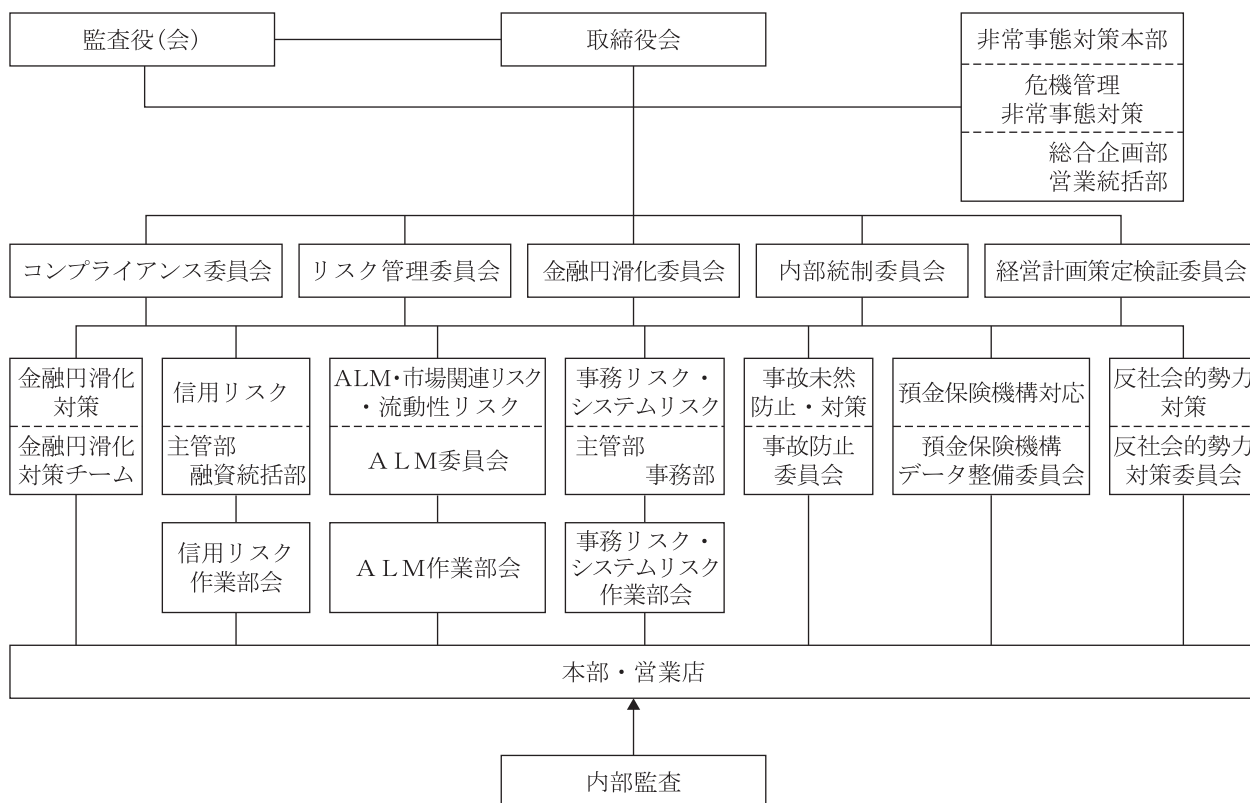 監査役(会)
取締役会
非常事態対策本部
危機管理
非常事態対策
総合企画部
営業統括部
コンプライアンス委員会
リスク管理委員会
金融円滑化委員会
内部統制委員会
経営計画策定検証委員会
金融円滑化
対策
金融円滑化
対策チーム
信用リスク
主管部
融資統括部
ALM・市場関連リスク
・流動性リスク
ALM委員会
事務リスク・
システムリスク
主管部
事務部
事故未然
防止・対策
事故防止
委員会
預金保険機構対応
預金保険機構
データ整備委員会
反社会的勢力
対策
反社会的勢力
対策委員会
信用リスク
作業部会
ALM作業部会
事務リスク・
システムリスク
作業部会
本部・営業店
内部監査